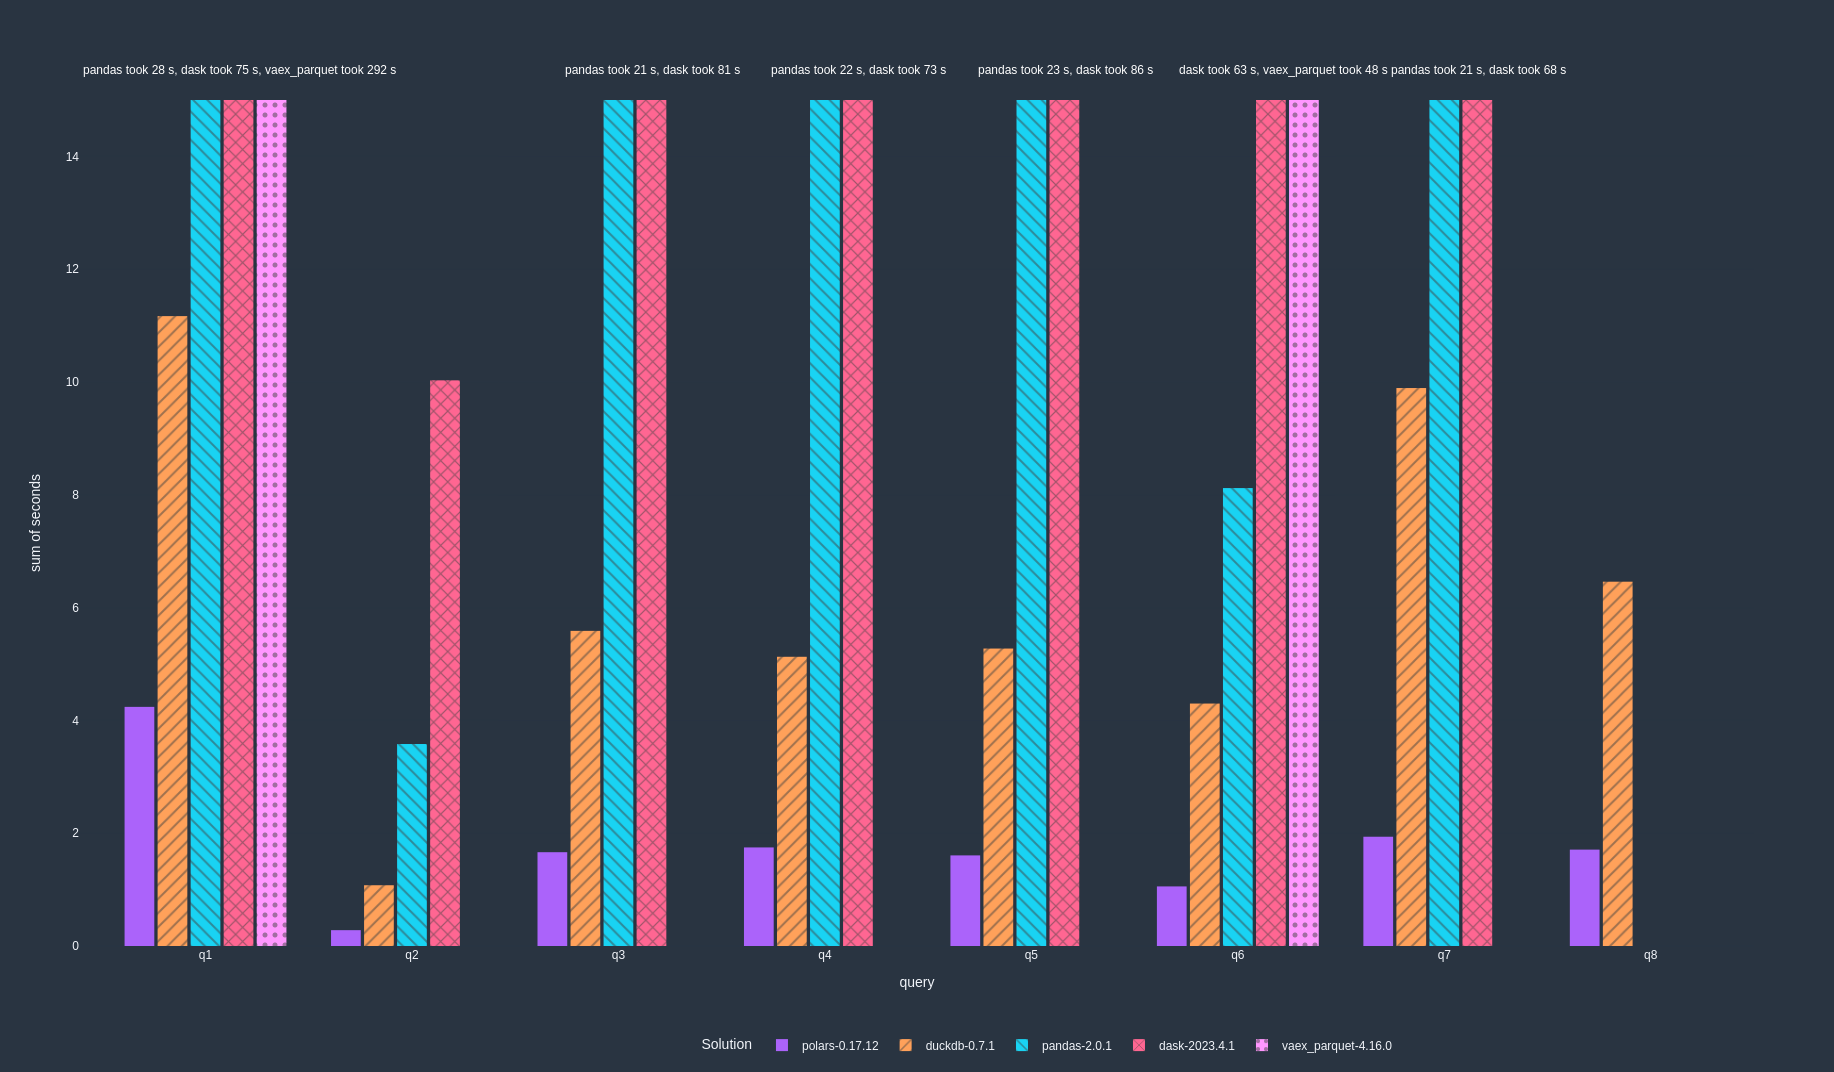 pandas took 28 s, dask took 75 s, vaex_parquet took 292 s
pandas took 21 s, dask took 81 s
pandas took 22 s, dask took 73 s
pandas took 23 s, dask took 86 s
dask took 63 s, vaex_parquet took 48 s
pandas took 21 s, dask took 68 s
14
12
10
8
6
4
2
0
sum of seconds
q1
q2
q3
q4
q5
q6
q7
q8
query
Solution
polars-0.17.12
duckdb-0.7.1
pandas-2.0.1
dask-2023.4.1
vaex_parquet-4.16.0